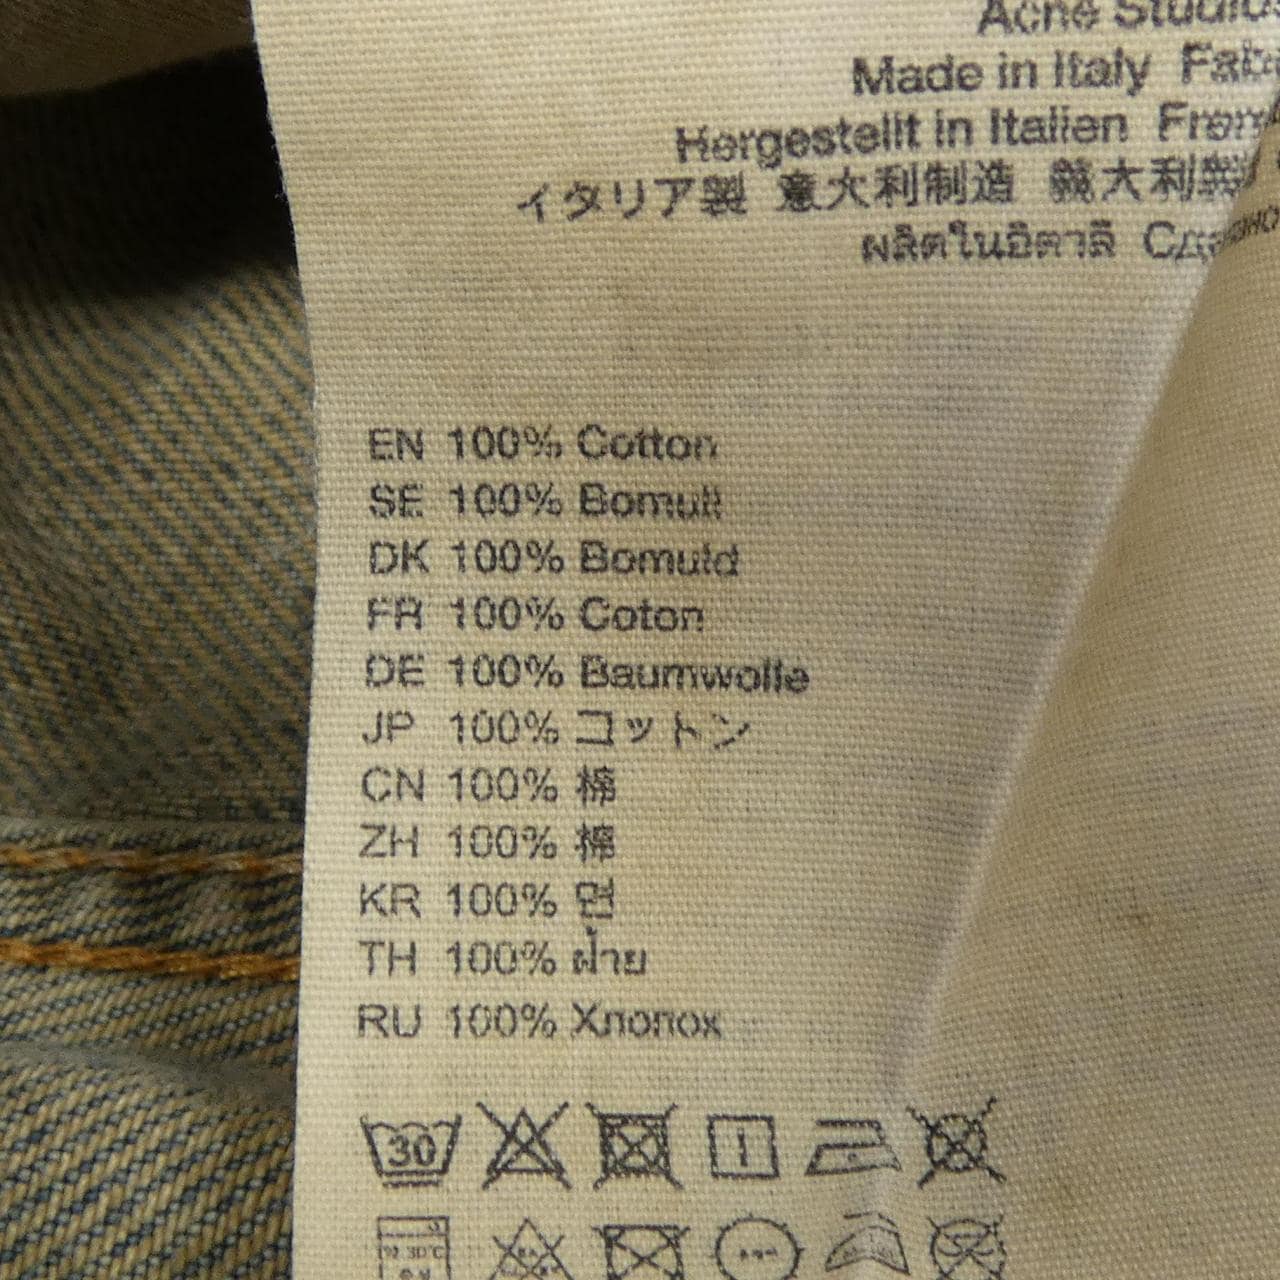 Acne Studios
Made in Italy
Hergestellt in Italien
イタリア製 意大利制造 義大利製
ผลิตในอิตาลี
EN 100% Cotton
SE 100% Bomull
DK 100% Bomuld
FR 100% Coton
DE 100% Baumwolle
JP 100% コットン
CN 100% 棉
ZH 100% 棉
KR 100% 면
TH 100% ฝ้าย
RU 100% Хлопок
30